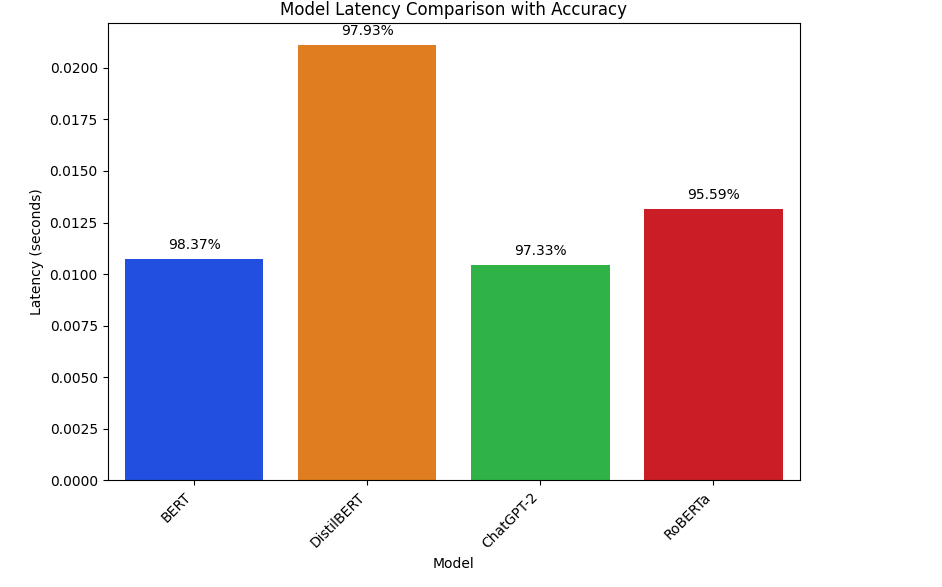 Model Latency Comparison with Accuracy
97.93%
0.0200
0.0175
0.0150
95.59%
0.0125
98.37%
97.33%
0.0100
0.0075
0.0050
0.0025
0.0000
Latency (seconds)
BERT
DistilBERT
ChatGPT-2
RoBERTa
Model